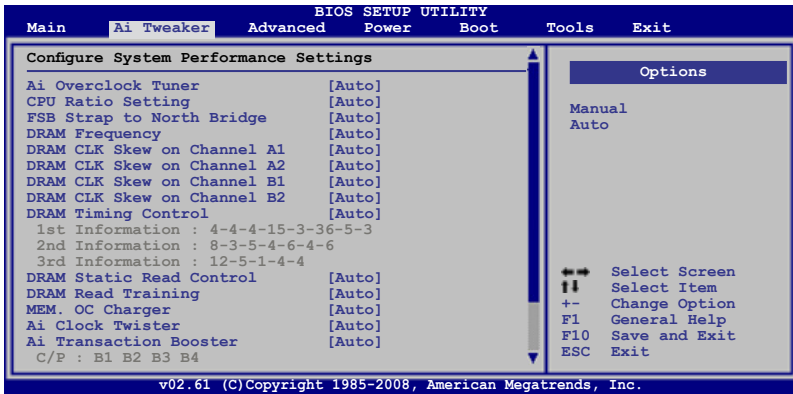 BIOS SETUP UTILITY
Main Ai Tweaker Advanced Power Boot Tools Exit
Configure System Performance Settings
Ai Overclock Tuner [Auto]
CPU Ratio Setting [Auto]
FSB Strap to North Bridge [Auto]
DRAM Frequency [Auto]
DRAM CLK Skew on Channel A1 [Auto]
DRAM CLK Skew on Channel A2 [Auto]
DRAM CLK Skew on Channel B1 [Auto]
DRAM CLK Skew on Channel B2 [Auto]
DRAM Timing Control [Auto]
1st Information : 4-4-4-15-3-36-5-3
2nd Information : 8-3-5-4-6-4-6
3rd Information : 12-5-1-4-4
DRAM Static Read Control [Auto]
DRAM Read Training [Auto]
MEM. OC Charger [Auto]
Ai Clock Twister [Auto]
Ai Transaction Booster [Auto]
C/P : B1 B2 B3 B4
Options
Manual
Auto
Select Screen
Select Item
+- Change Option
F1 General Help
F10 Save and Exit
ESC Exit
v02.61 (C)Copyright 1985-2008, American Megatrends, Inc.